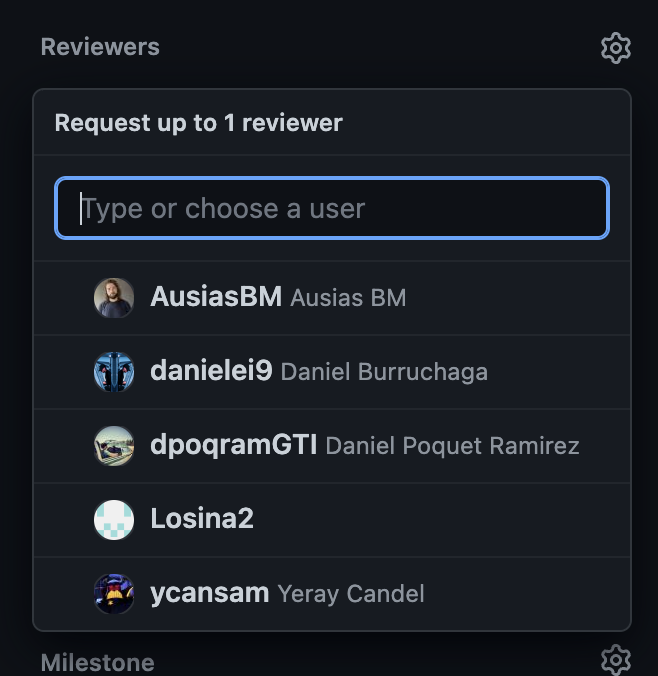 Reviewers
Request up to 1 reviewer
Type or choose a user
AusiasBM Ausias BM
danielei9 Daniel Burruchaga
dpoqramGTI Daniel Poquet Ramirez
Losina2
ycansam Yeray Candel
Milestone